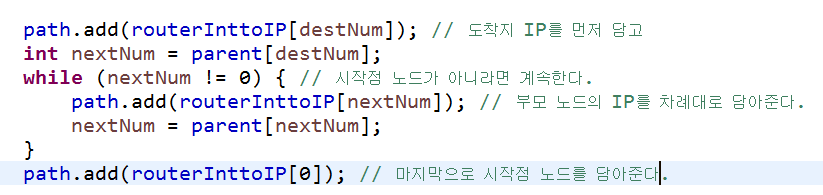 path.add(routerInttoIP[destNum]); // 도착지 IP를 먼저 담고
int nextNum = parent[destNum];
while (nextNum != 0) { // 시작점 노드가 아니라면 계속한다.
    path.add(routerInttoIP[nextNum]); // 부모 노드의 IP를 차례대로 담아준다.
    nextNum = parent[nextNum];
}
path.add(routerInttoIP[0]); // 마지막으로 시작점 노드를 담아준다.